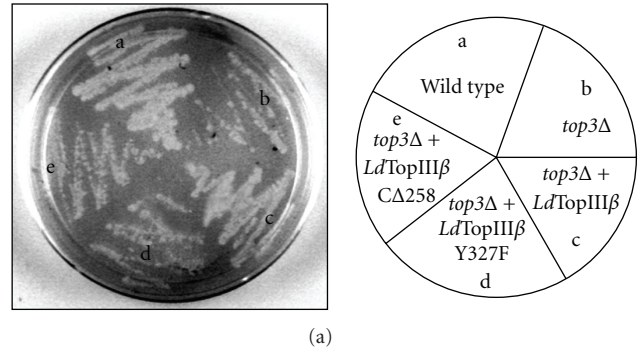 a
b
c
d
e
a
Wild type
b
top3Δ
e
top3Δ +
LdTopIIIβ
CΔ258
top3Δ +
LdTopIIIβ
Y327F
d
top3Δ +
LdTopIIIβ
c
(a)